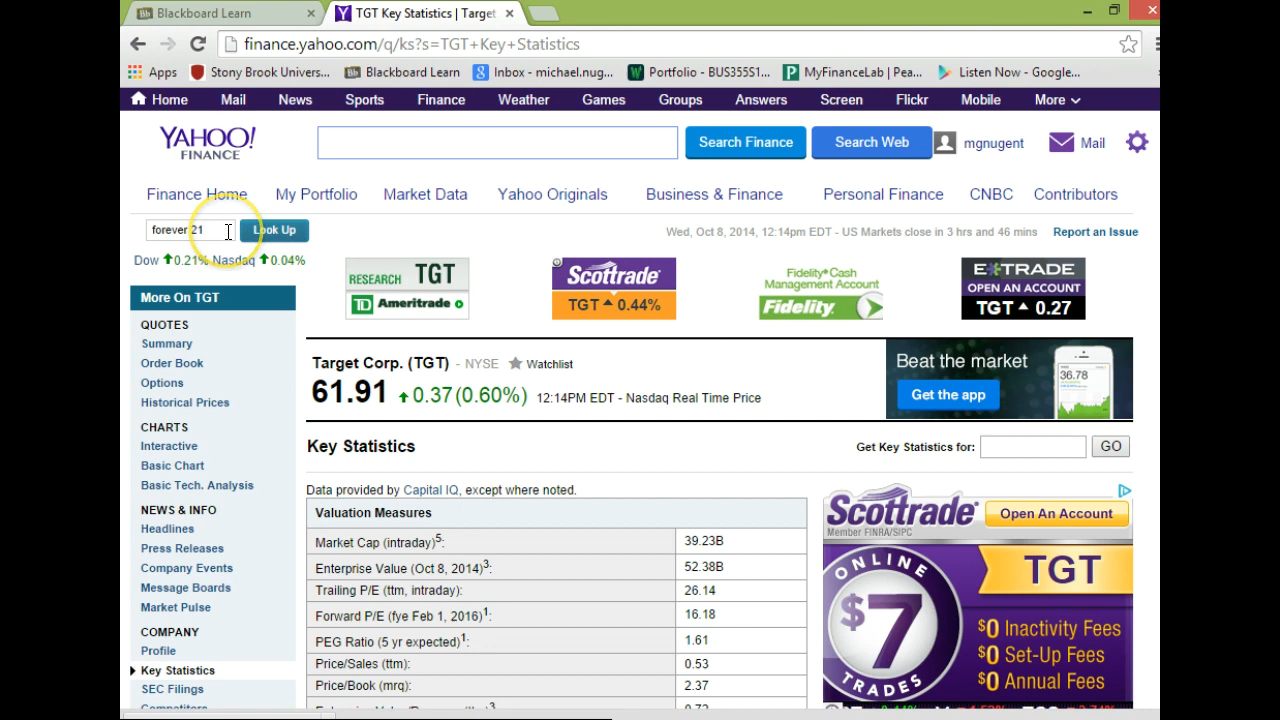 Blackboard Learn
TGT Key Statistics | Target
finance.yahoo.com/q/ks?s=TGT+Key+Statistics
Apps Stony Brook Univers... Blackboard Learn Inbox - michael.nug... Portfolio - BUS355S1... MyFinanceLab | Pea... Listen Now - Google...
Home Mail News Sports Finance Weather Games Groups Answers Screen Flickr Mobile More
YAHOO! FINANCE
Search Finance Search Web mgnugent Mail
Finance Home My Portfolio Market Data Yahoo Originals Business & Finance Personal Finance CNBC Contributors
forever 21 Look Up
Wed, Oct 8, 2014, 12:14pm EDT - US Markets close in 3 hrs and 46 mins Report an Issue
Dow 0.21% Nasdaq 0.04%
RESEARCH TGT
TD Ameritrade
Scottrade
TGT 0.44%
Fidelity Cash
Management Account
Fidelity
E*TRADE
OPEN AN ACCOUNT
TGT 0.27
More On TGT
QUOTES
Summary
Order Book
Options
Historical Prices
CHARTS
Interactive
Basic Chart
Basic Tech. Analysis
NEWS & INFO
Headlines
Press Releases
Company Events
Message Boards
Market Pulse
COMPANY
Profile
Key Statistics
SEC Filings
Target Corp. (TGT) - NYSE Watchlist
61.91 0.37(0.60%) 12:14PM EDT - Nasdaq Real Time Price
Beat the market
Get the app
36.78
Key Statistics
Get Key Statistics for: GO
Data provided by Capital IQ, except where noted.
Valuation Measures
Market Cap (intraday)5: 39.23B
Enterprise Value (Oct 8, 2014)3: 52.38B
Trailing P/E (ttm, intraday): 26.14
Forward P/E (fye Feb 1, 2016)1: 16.18
PEG Ratio (5 yr expected)1: 1.61
Price/Sales (ttm): 0.53
Price/Book (mrq): 2.37
Scottrade
Member FINRA/SIPC
Open An Account
ONLINE
$7
TRADES
TGT
$0 Inactivity Fees
$0 Set-Up Fees
$0 Annual Fees